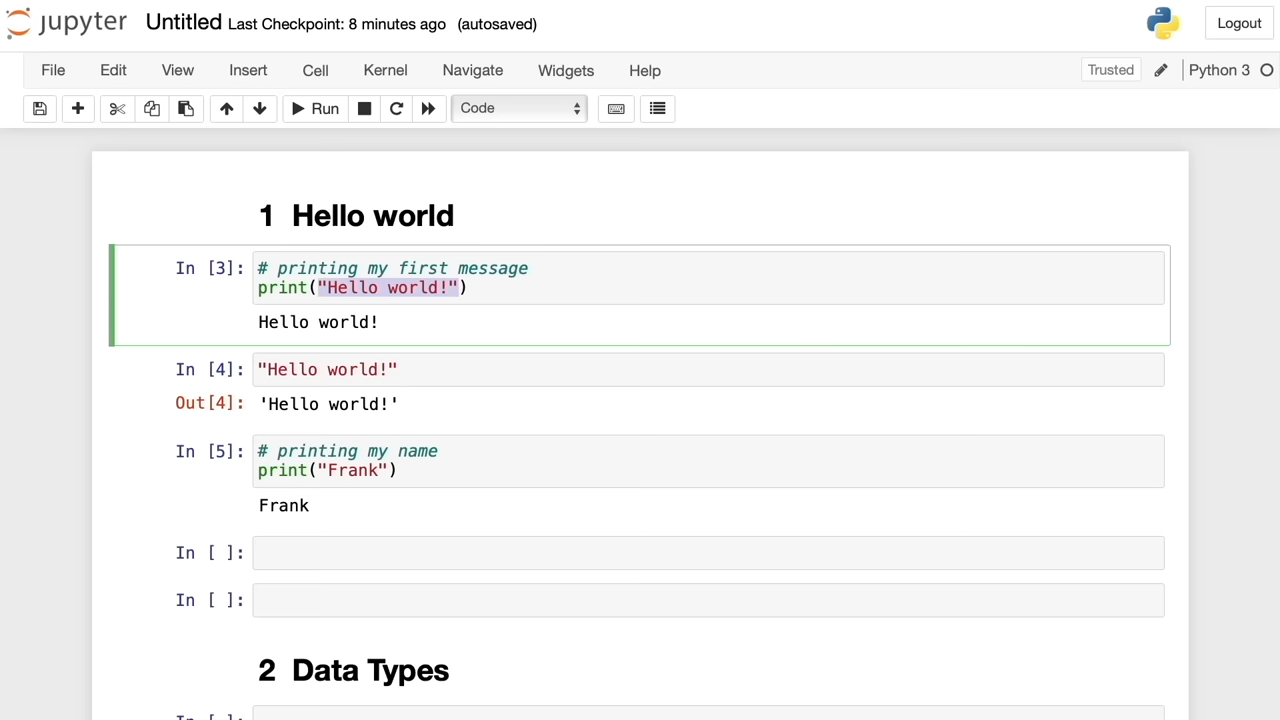 jupyter Untitled Last Checkpoint: 8 minutes ago (autosaved) Logout
File Edit View Insert Cell Kernel Navigate Widgets Help Trusted Python 3
Run Code
1 Hello world
In [3]: # printing my first message
print("Hello world!")
Hello world!
In [4]: "Hello world!"
Out[4]: 'Hello world!'
In [5]: # printing my name
print("Frank")
Frank
In [ ]:
In [ ]:
2 Data Types
In [ ]: